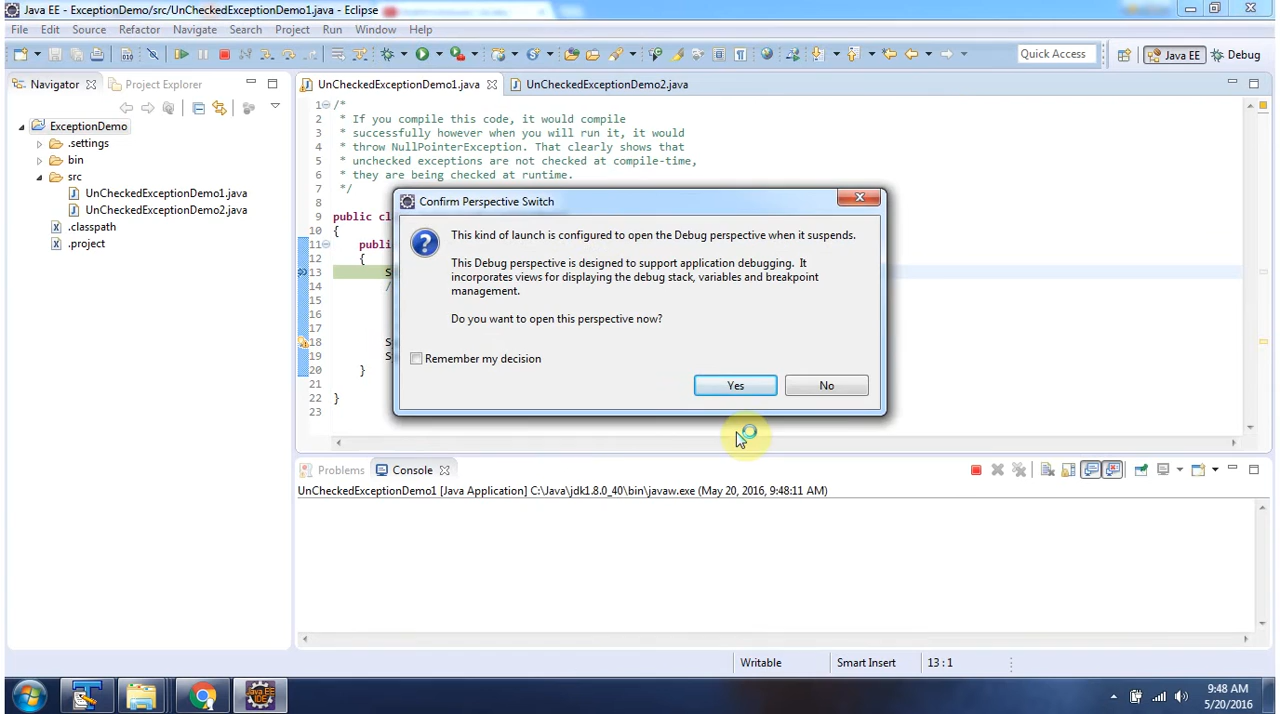 Java EE - ExceptionDemo/src/UnCheckedExceptionDemo1.java - Eclipse
File Edit Source Refactor Navigate Search Project Run Window Help
Quick Access Java EE Debug
Navigator Project Explorer
UnCheckedExceptionDemo1.java UnCheckedExceptionDemo2.java
ExceptionDemo
.settings
bin
src
UnCheckedExceptionDemo1.java
UnCheckedExceptionDemo2.java
.classpath
.project
1 /*
2 * If you compile this code, it would compile
3 * successfully however when you will run it, it would
4 * throw NullPointerException. That clearly shows that
5 * unchecked exceptions are not checked at compile-time,
6 * they are being checked at runtime.
7 */
8
9 public cl
10 {
11 publi
12 {
13 S
14 /
15
16
17
18 S
19 S
20 }
21
22 }
23
Confirm Perspective Switch
This kind of launch is configured to open the Debug perspective when it suspends.
This Debug perspective is designed to support application debugging. It
incorporates views for displaying the debug stack, variables and breakpoint
management.
Do you want to open this perspective now?
Remember my decision
Yes No
Problems Console
UnCheckedExceptionDemo1 [Java Application] C:\Java\jdk1.8.0_40\bin\javaw.exe (May 20, 2016, 9:48:11 AM)
Writable Smart Insert 13 : 1
Java EE
IDE
9:48 AM
5/20/2016